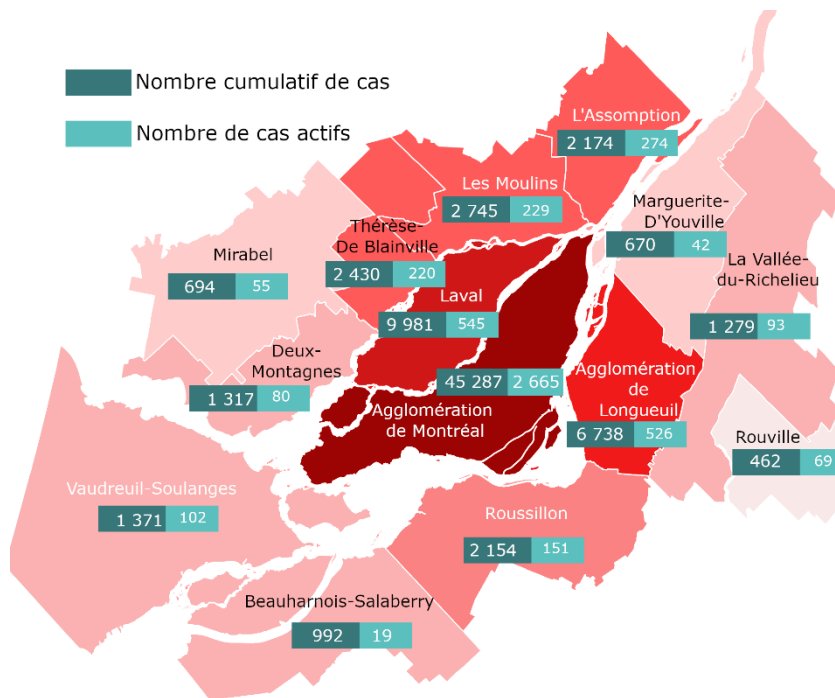 Nombre cumulatif de cas
Nombre de cas actifs
L'Assomption
2 174 274
Les Moulins
2 745 229
Marguerite-
D'Youville
670 42
Thérèse-
De Blainville
2 430 220
Mirabel
694 55
La Vallée-
du-Richelieu
1 279 93
Laval
9 981 545
Deux-
Montagnes
1 317 80
45 287 2 665
Agglomération
de Montréal
Agglomération
de
Longueuil
6 738 526
Rouville
462 69
Vaudreuil-Soulanges
1 371 102
Roussillon
2 154 151
Beauharnois-Salaberry
992 19